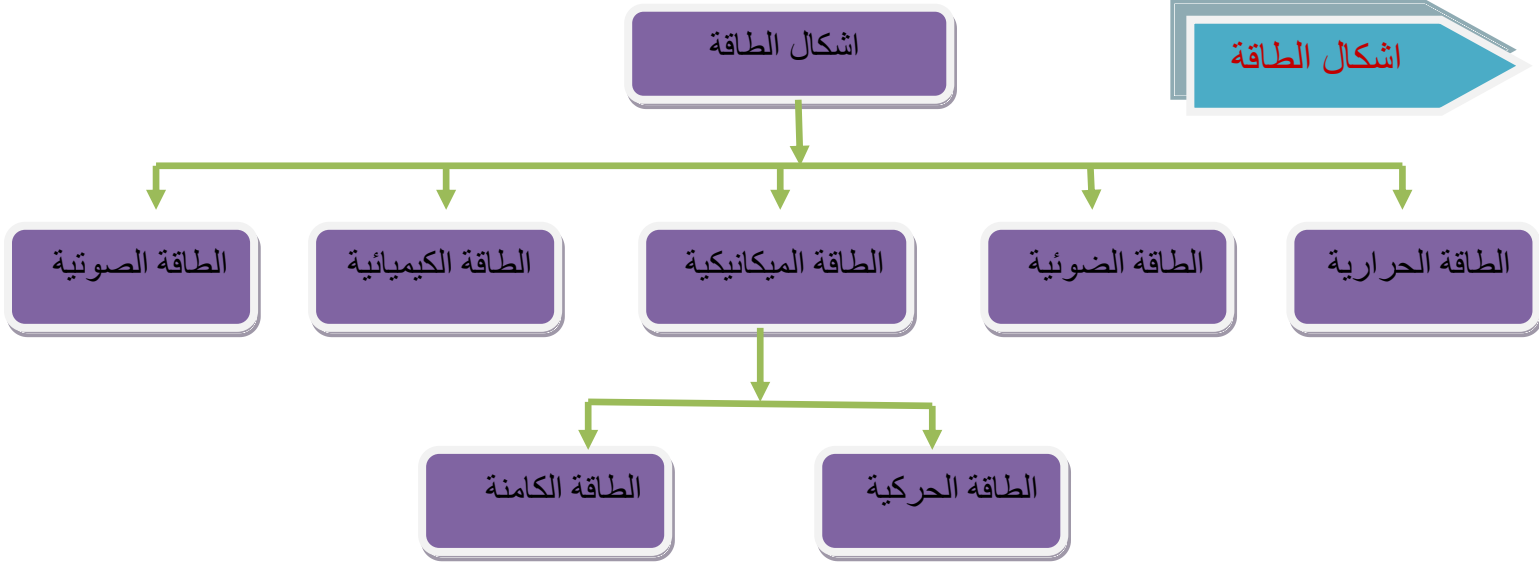 اشكال الطاقة
اشكال الطاقة
الطاقة الحرارية
الطاقة الضوئية
الطاقة الميكانيكية
الطاقة الكيميائية
الطاقة الصوتية
الطاقة الحركية
الطاقة الكامنة